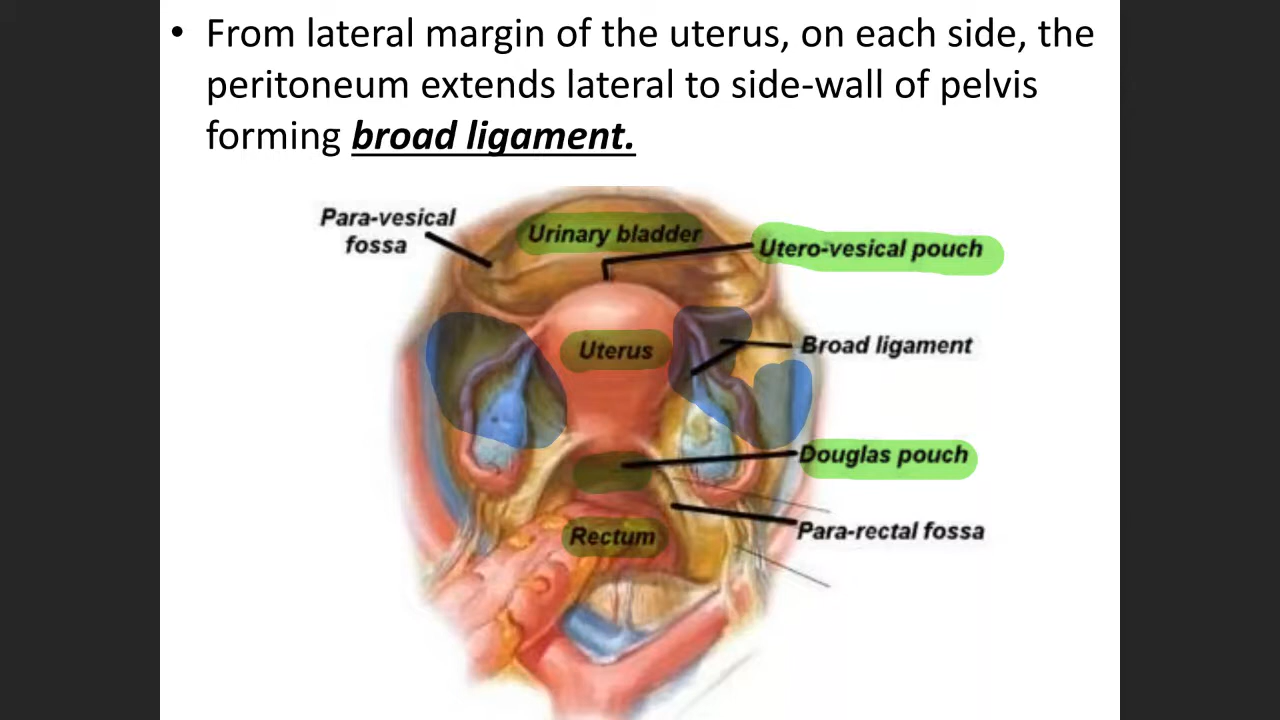 • From lateral margin of the uterus, on each side, the
peritoneum extends lateral to side-wall of pelvis
forming broad ligament.
Para-vesical
fossa
Urinary bladder
Utero-vesical pouch
Uterus
Broad ligament
Douglas pouch
Para-rectal fossa
Rectum